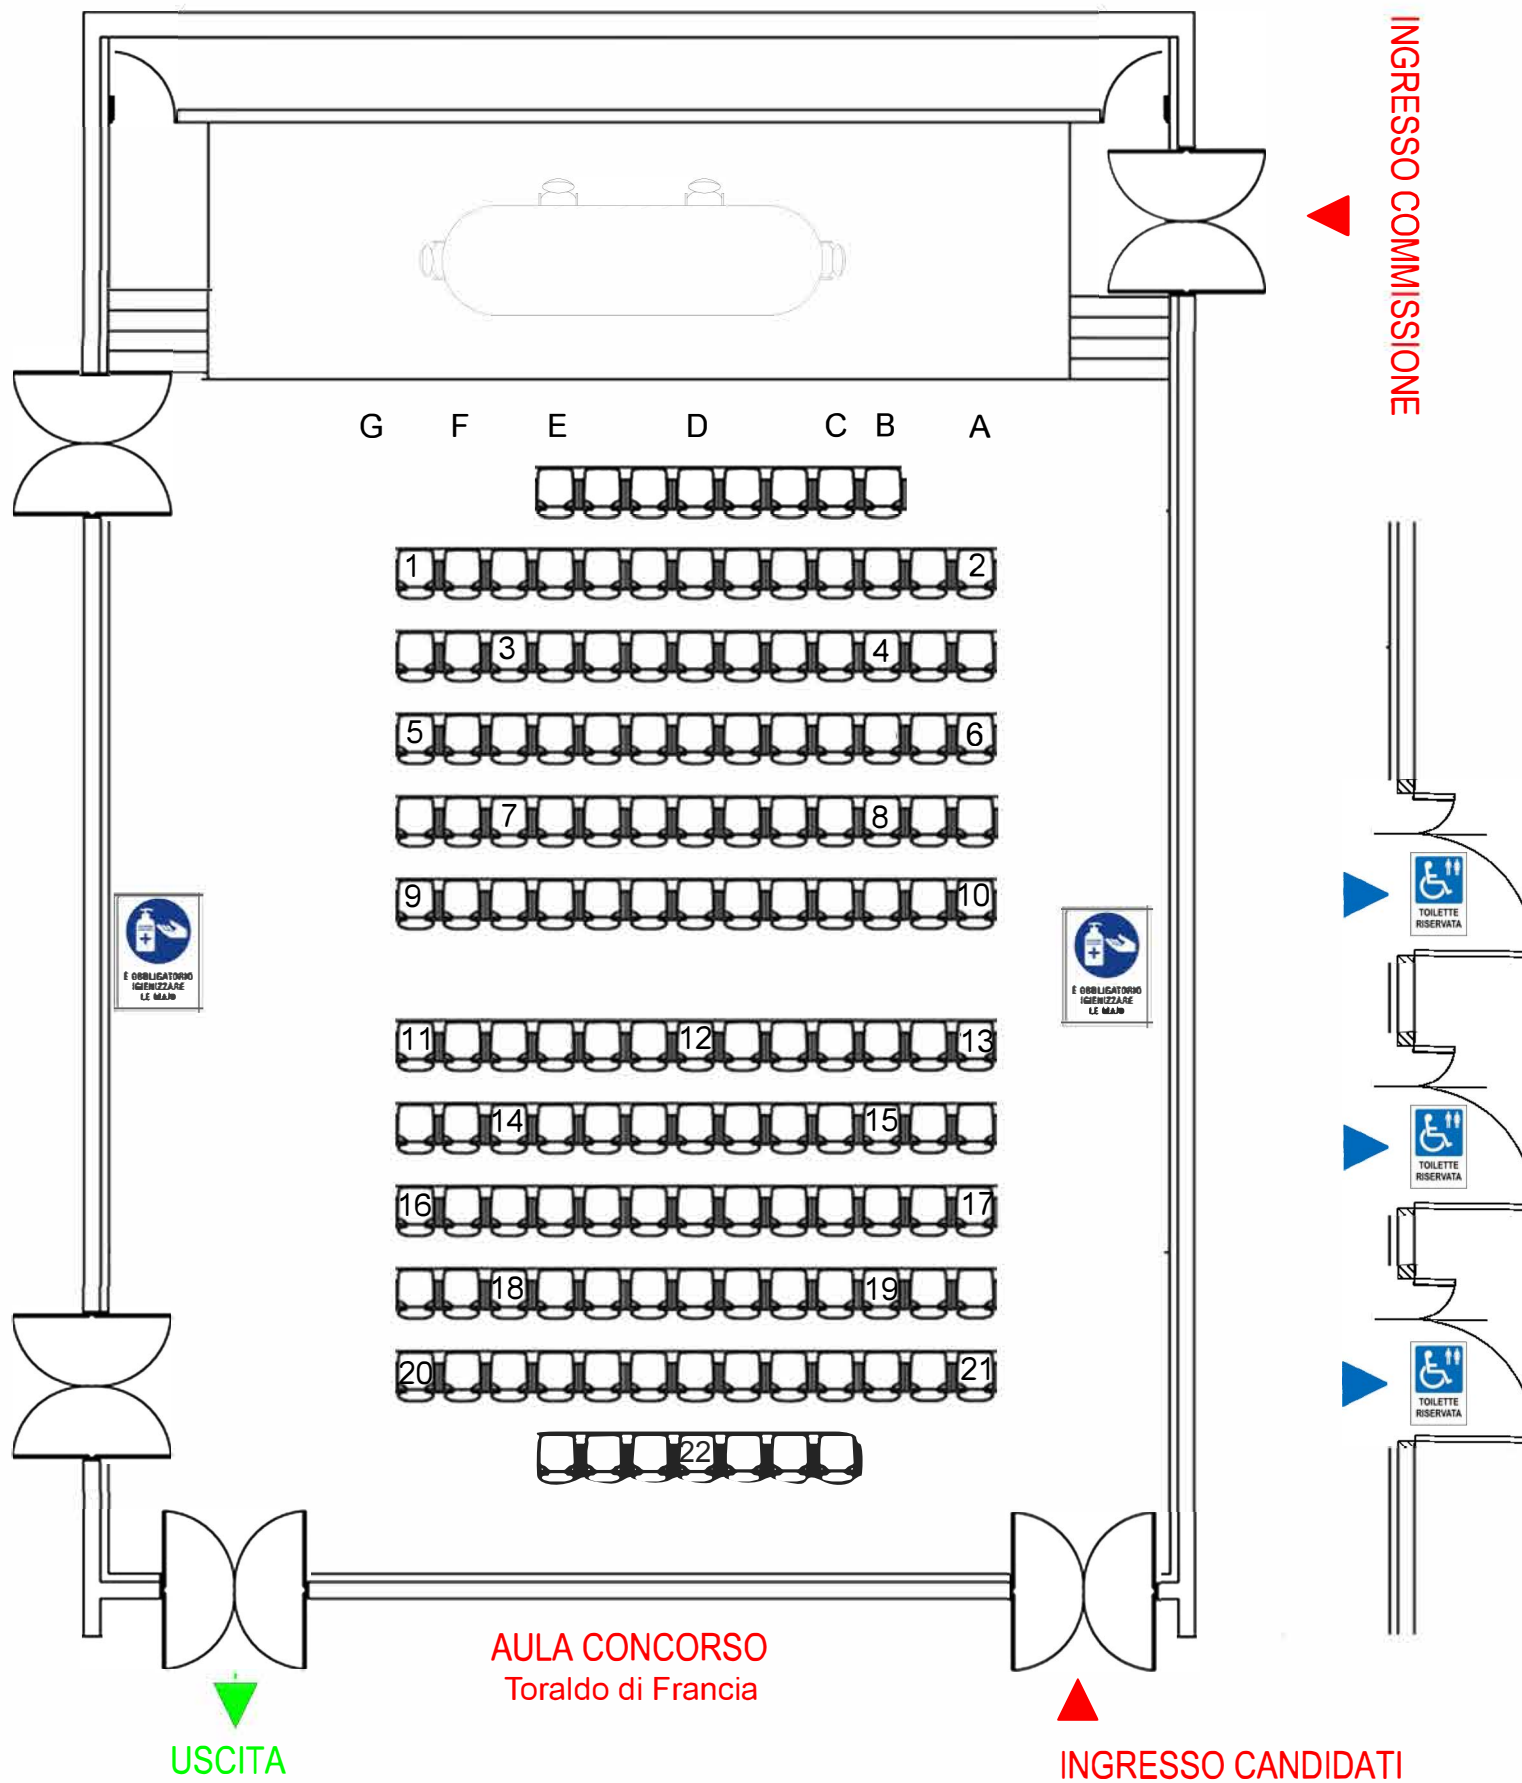 INGRESSO COMMISSIONE
G F E D C B A
1 2
3 4
5 6
7 8
9 10
TOILETTE
RISERVATA
È OBBLIGATORIO
IGIENIZZARE
LE MANI
È OBBLIGATORIO
IGIENIZZARE
LE MANI
11 12 13
14 15
TOILETTE
RISERVATA
16 17
18 19
20 21
TOILETTE
RISERVATA
22
AULA CONCORSO
Toraldo di Francia
USCITA
INGRESSO CANDIDATI